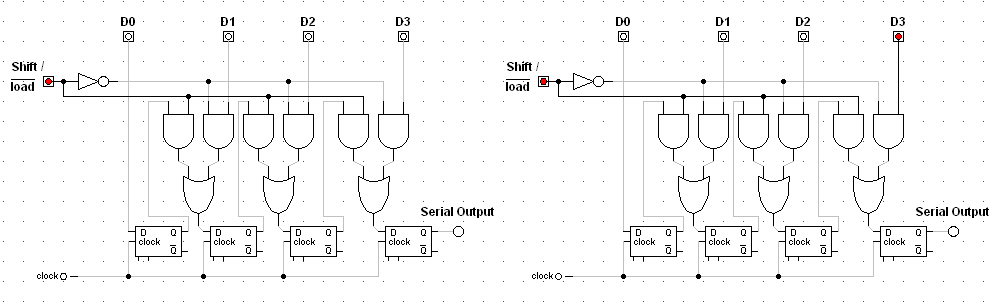 D0 D1 D2 D3
Shift /
load
D Q
clock
Q
D Q
clock
Q
D Q
clock
Q
D Q
clock
Q
Serial Output
clock
D0 D1 D2 D3
Shift /
load
D Q
clock
Q
D Q
clock
Q
D Q
clock
Q
D Q
clock
Q
Serial Output
clock